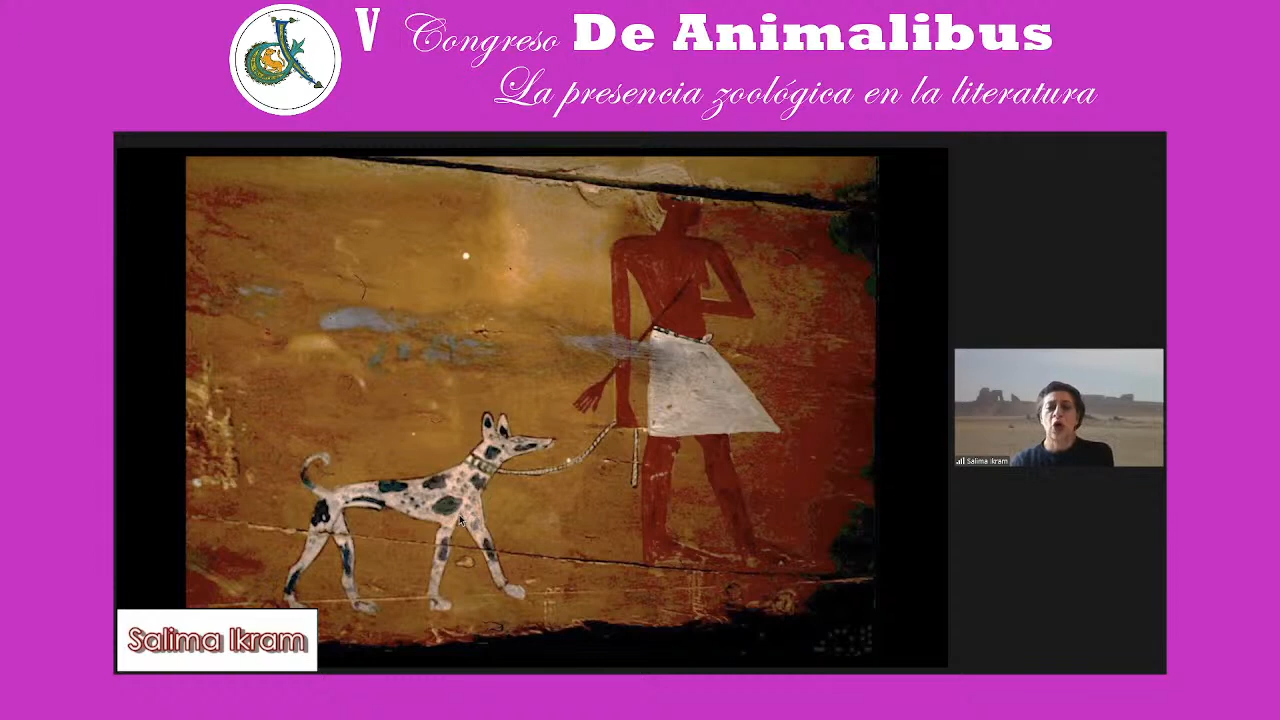 V Congreso De Animalibus
La presencia zoológica en la literatura
Salima Ikram
Salima Ikram